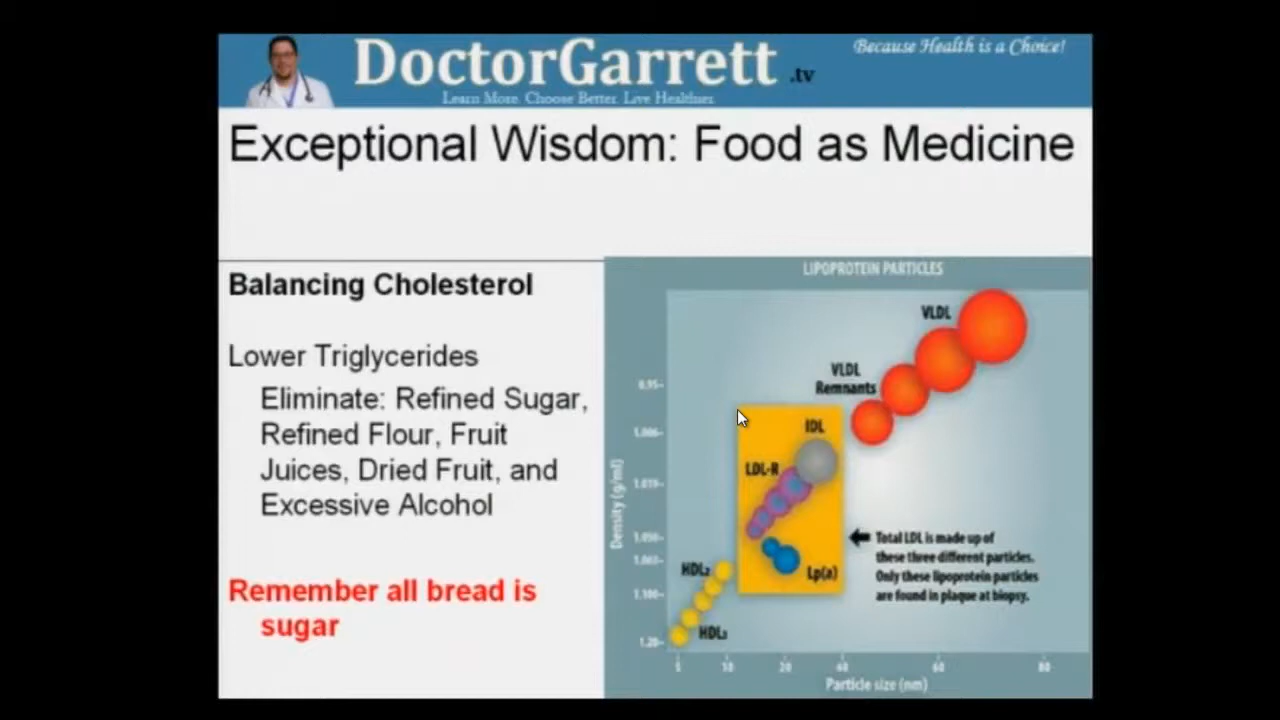 DoctorGarrett .tv
Because Health is a Choice!
Learn More. Choose Better. Live Healthier.
Exceptional Wisdom: Food as Medicine
Balancing Cholesterol
Lower Triglycerides
Eliminate: Refined Sugar,
Refined Flour, Fruit
Juices, Dried Fruit, and
Excessive Alcohol
Remember all bread is
sugar
LIPOPROTEIN PARTICLES
VLDL
VLDL
Remnants
IDL
LDL-R
Lp(a)
HDL₂
HDL₃
Total LDL is made up of
these three different particles.
Only these lipoprotein particles
are found in plaque at biopsy.
Density (g/ml)
0.95
1.006
1.019
1.050
1.063
1.100
1.20
5
10
20
40
60
80
Particle size (nm)